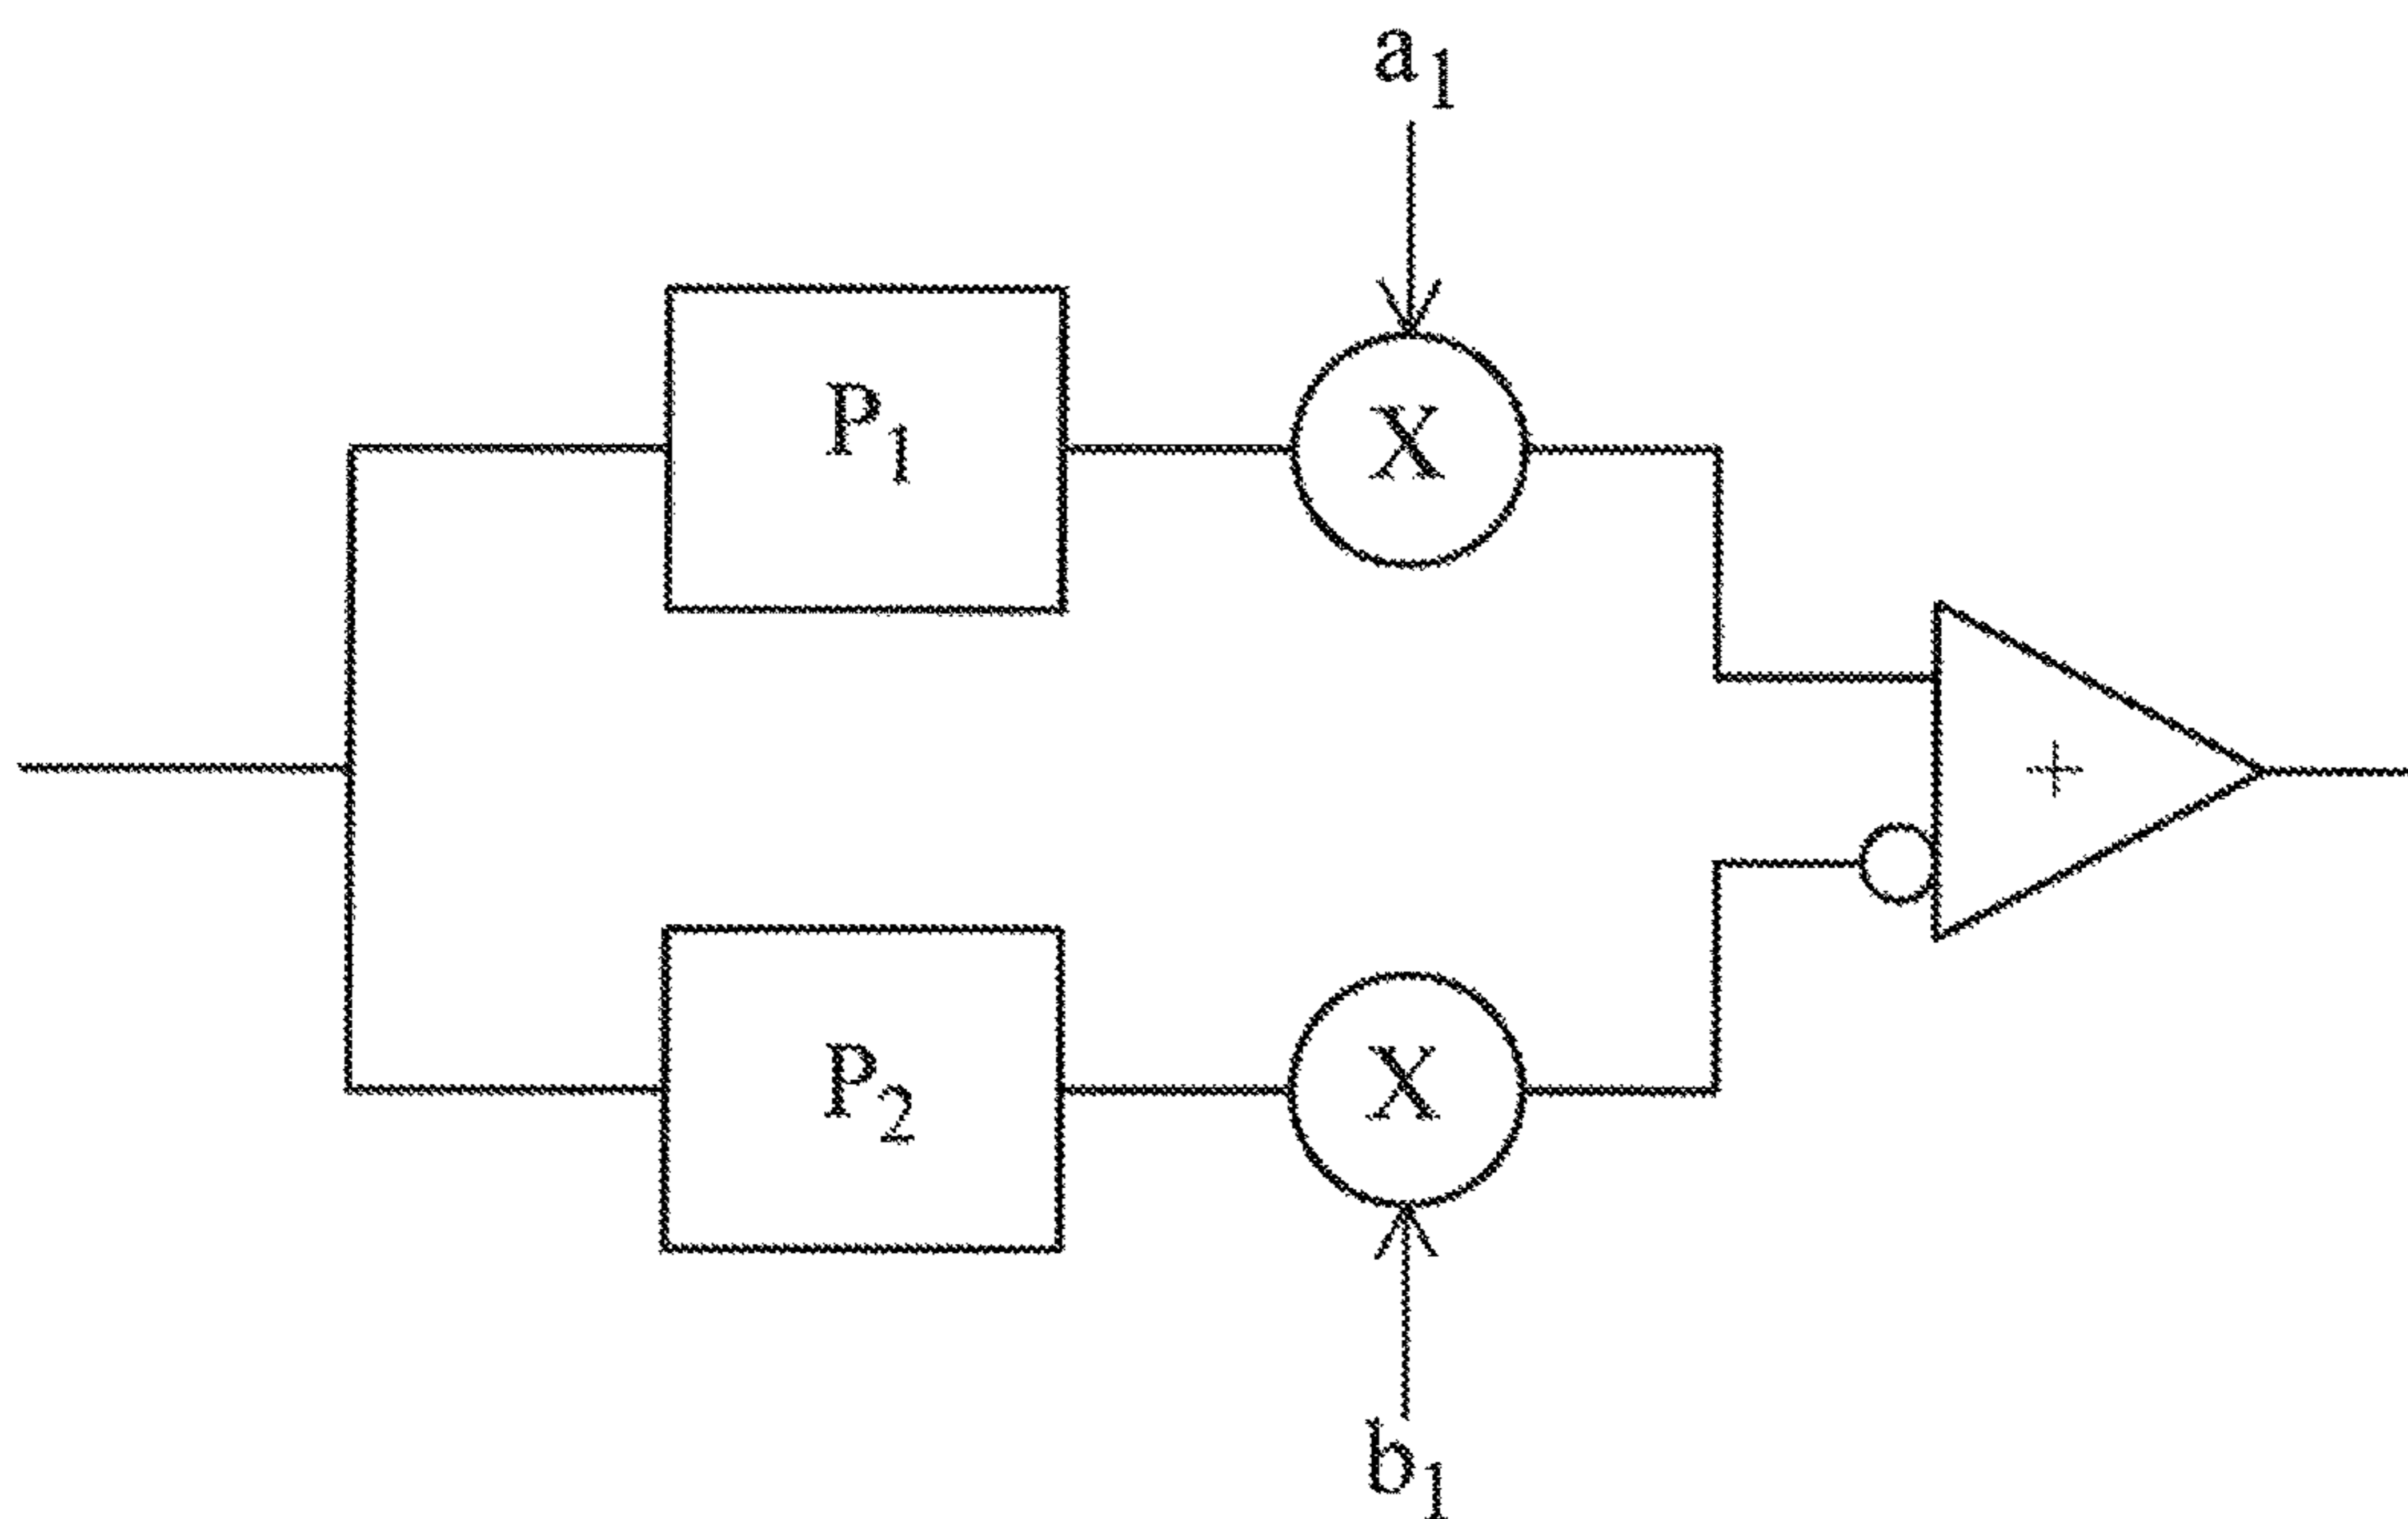 a₁
P₁
X
+
P₂
X
b₁